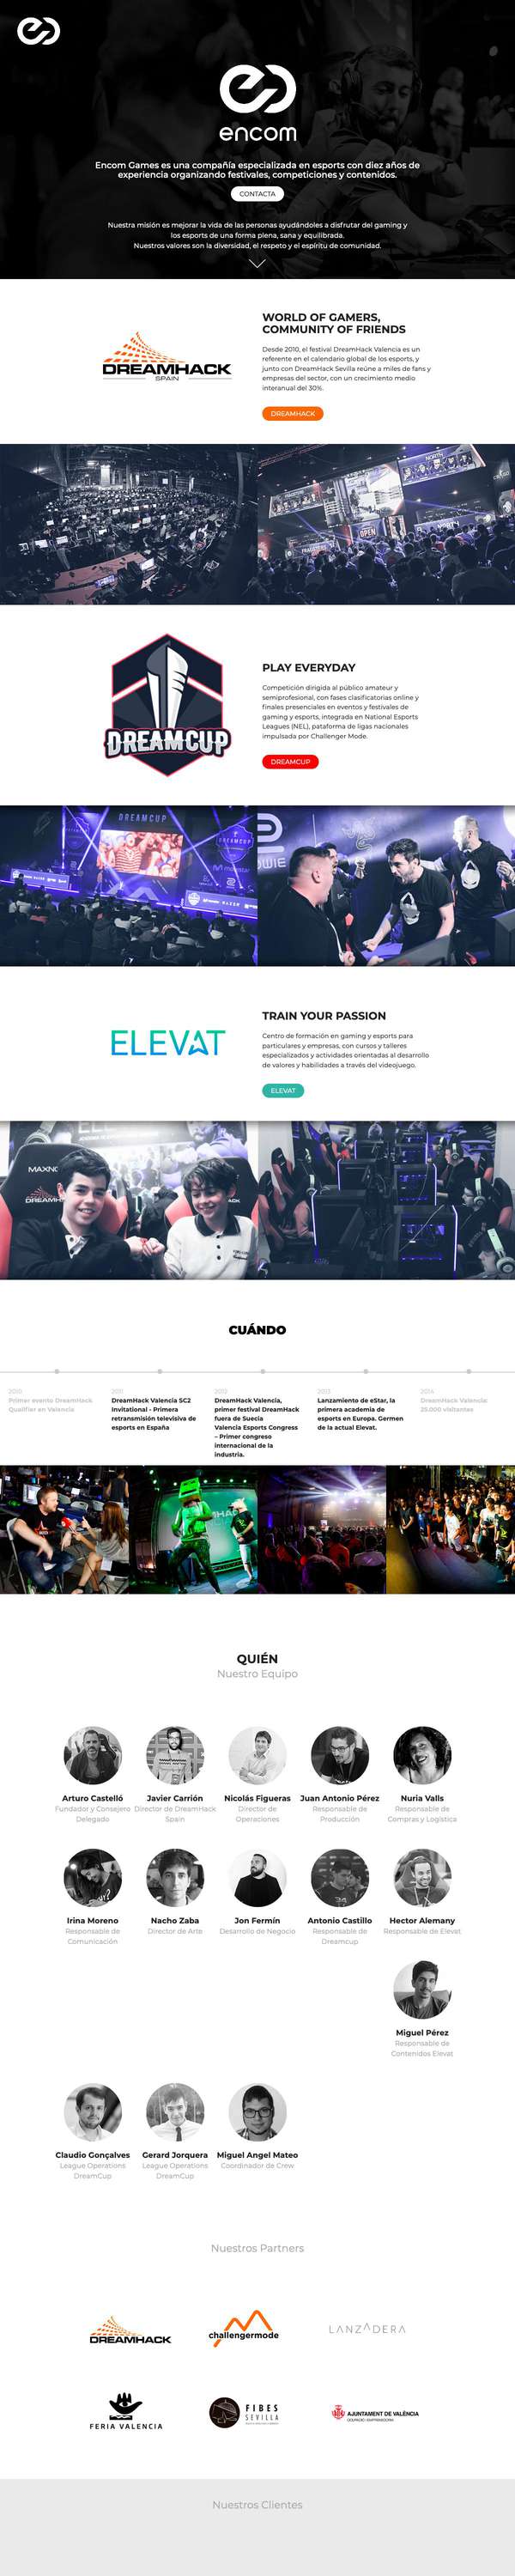 encom
Encom Games es una compañía especializada en esports con diez años de
experiencia organizando festivales, competiciones y contenidos.
CONTACTA
Nuestra misión es mejorar la vida de las personas ayudándoles a disfrutar del gaming y
los esports de una forma plena, sana y equilibrada.
Nuestros valores son la diversidad, el respeto y el espíritu de comunidad.
DREAMHACK
SPAIN
WORLD OF GAMERS,
COMMUNITY OF FRIENDS
Desde 2010, el festival DreamHack Valencia es un
referente en el calendario global de los esports, y
junto con DreamHack Sevilla reúne a miles de fans y
empresas del sector, con un crecimiento medio
interanual del 30%.
DREAMHACK
NORTH
OPEN
DREAMCUP
PLAY EVERYDAY
Competición dirigida al público amateur y
semiprofesional, con fases clasificatorias online y
finales presenciales en eventos y festivales de
gaming y esports, integrada en National Esports
Leagues (NEL), pataforma de ligas nacionales
impulsada por Challenger Mode.
DREAMCUP
DREAMCUP
ELEVAT
TRAIN YOUR PASSION
Centro de formación en gaming y esports para
particulares y empresas, con cursos y talleres
especializados y actividades orientadas al desarrollo
de valores y habilidades a través del videojuego.
ELEVAT
CUÁNDO
2010
Primer evento DreamHack
Qualifier en Valencia
2011
DreamHack Valencia SC2
Invitational - Primera
retransmisión televisiva de
esports en España
2012
DreamHack Valencia,
primer festival DreamHack
fuera de Suecia
Valencia Esports Congress
– Primer congreso
internacional de la
industria.
2013
Lanzamiento de eStar, la
primera academia de
esports en Europa. Germen
de la actual Elevat.
2014
DreamHack Valencia:
25.000 visitantes
QUIÉN
Nuestro Equipo
Arturo Castelló
Fundador y Consejero
Delegado
Javier Carrión
Director de DreamHack
Spain
Nicolás Figueras
Director de
Operaciones
Juan Antonio Pérez
Responsable de
Producción
Nuria Valls
Responsable de
Compras y Logística
Irina Moreno
Responsable de
Comunicación
Nacho Zaba
Director de Arte
Jon Fermín
Desarrollo de Negocio
Antonio Castillo
Responsable de
Dreamcup
Hector Alemany
Responsable de Elevat
Miguel Pérez
Responsable de
Contenidos Elevat
Claudio Gonçalves
League Operations
DreamCup
Gerard Jorquera
League Operations
DreamCup
Miguel Angel Mateo
Coordinador de Crew
Nuestros Partners
DREAMHACK
challengermode
LANZADERA
FERIA VALENCIA
FIBES
SEVILLA
AJUNTAMENT DE VALÈNCIA
Nuestros Clientes